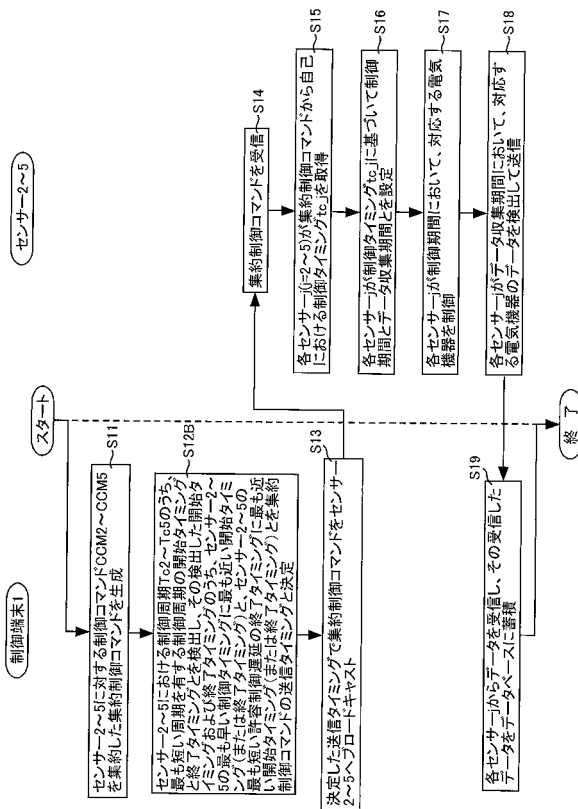 制御端末1
センサー2～5
スタート
S11
センサー2～5に対する制御コマンドCCM2～CCM5
を集約した集約制御コマンドを生成
S12B
センサー2～5における制御周期Tc2～Tc5のうち、
最も短い周期を有する制御周期の開始タイミング
と終了タイミングとを検出し、その検出した開始タ
イミングおよび終了タイミングのうち、センサー2～
5の最も早い制御タイミングに最も近い開始タイミ
ング(または終了タイミング)と、センサー2～5の
最も短い許容制御遅延の終了タイミングに最も近
い開始タイミング(または終了タイミング)とを集約
制御コマンドの送信タイミングと決定
S13
決定した送信タイミングで集約制御コマンドをセンサー
2～5へブロードキャスト
S14
集約制御コマンドを受信
S15
各センサーj(j=2～5)が集約制御コマンドから自己
における制御タイミングtc_jを取得
S16
各センサーjが制御タイミングtc_jに基づいて制御
期間とデータ収集期間とを設定
S17
各センサーjが制御期間において、対応する電気
機器を制御
S18
各センサーjがデータ収集期間において、対応す
る電気機器のデータを検出して送信
S19
各センサーjからデータを受信し、その受信した
データをデータベースに蓄積
終了